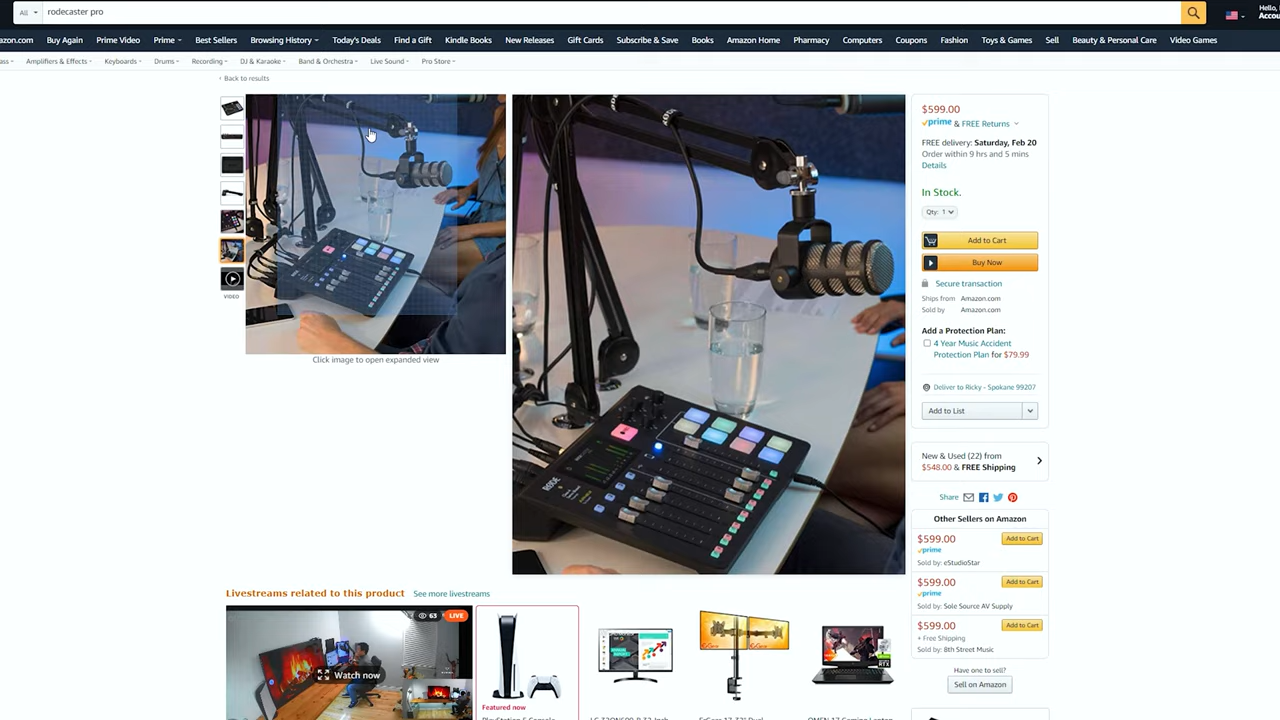 All
rodecaster pro
Hello,
Accou
zon.com Buy Again Prime Video Prime Best Sellers Browsing History Today's Deals Find a Gift Kindle Books New Releases Gift Cards Subscribe & Save Books Amazon Home Pharmacy Computers Coupons Fashion Toys & Games Sell Beauty & Personal Care Video Games
ass Amplifiers & Effects Keyboards Drums Recording DJ & Karaoke Band & Orchestra Live Sound Pro Store
‹ Back to results
VIDEO
Click image to open expanded view
RØDE
$599.00
prime & FREE Returns
FREE delivery: Saturday, Feb 20
Order within 9 hrs and 5 mins
Details
In Stock.
Qty: 1
Add to Cart
Buy Now
Secure transaction
Ships from Amazon.com
Sold by Amazon.com
Add a Protection Plan:
4 Year Music Accident
Protection Plan for $79.99
Deliver to Ricky - Spokane 99207
Add to List
New & Used (22) from
$548.00 & FREE Shipping
Share
Other Sellers on Amazon
$599.00
Add to Cart
prime
Sold by: eStudioStar
$599.00
Add to Cart
prime
Sold by: Sole Source AV Supply
$599.00
Add to Cart
+ Free Shipping
Sold by: 8th Street Music
Have one to sell?
Sell on Amazon
Livestreams related to this product See more livestreams
63 LIVE
Watch now
Featured now